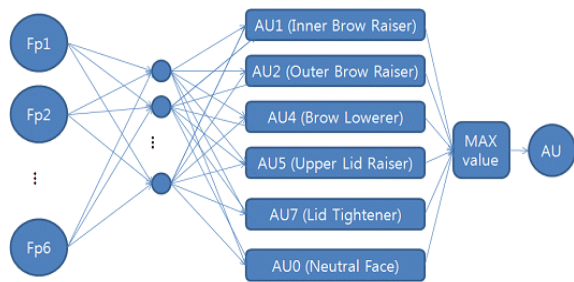 Fp1
Fp2
...
Fp6
...
AU1 (Inner Brow Raiser)
AU2 (Outer Brow Raiser)
AU4 (Brow Lowerer)
AU5 (Upper Lid Raiser)
AU7 (Lid Tightener)
AU0 (Neutral Face)
MAX
value
AU